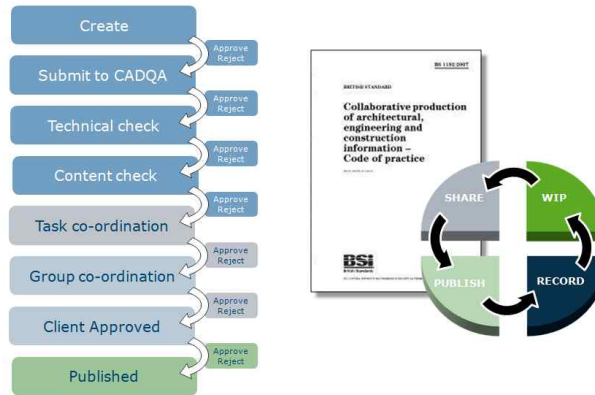 Create
Approve
Reject
Submit to CADQA
Approve
Reject
Technical check
Approve
Reject
Content check
Approve
Reject
Task co-ordination
Approve
Reject
Group co-ordination
Approve
Reject
Client Approved
Approve
Reject
Published
BS 1192:2007
BRITISH STANDARD
Collaborative production
of architectural,
engineering and
construction
information –
Code of practice
BSi
British Standards
SHARE
WIP
PUBLISH
RECORD